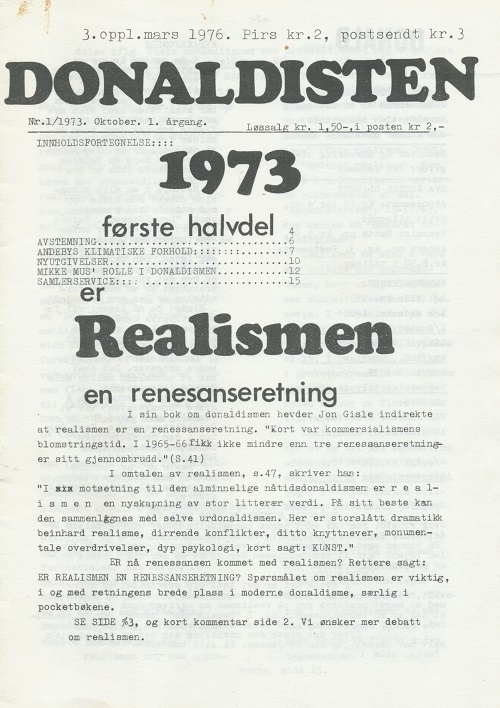 3.oppl.mars 1976. Pirs kr.2, postsendt kr.3
DONALDISTEN
Nr.1/1973. Oktober. 1. årgang. Løssalg kr. 1,50-,i posten kr 2,-
INNHOLDSFORTEGNELSE::::
1973
første halvdel 4
AVSTEMNING........................6
ANDEBYS KLIMATISKE FORHOLD::::::::.......7
NYUTGIVELSER.......................10
MIKKE MUS' ROLLE I DONALDISMEN...........12
SAMLERSERVICE:::: ...................15
er
Realismen
en renesanseretning
I sin bok om donaldismen hevder Jon Gisle indirekte
at realismen er en renessanseretning. "Kort var kommersialismens
blomstringstid. I 1965-66 fikk ikke mindre enn tre renessanseretning-
er sitt gjennombrudd."(S.41)
I omtalen av realismen, s.47, skriver han:
"I motsetning til den alminnelige nåtidsdonaldismen er r e a l-
i s m e n en nyskapning av stor litterær verdi. På sitt beste kan
den sammenlignes med selve urdonaldismen. Her er storslått dramatikk
beinhard realisme, dirrende konflikter, ditto knyttnever, monumen-
tale overdrivelser, dyp psykologi, kort sagt: KUNST."
ER nå renessansen kommet med realismen? Rettere sagt:
ER REALISMEN EN RENESSANSERETNING? Spørsmålet om realismen er viktig,
i og med retningens brede plass i moderne donaldisme, særlig i
pocketbøkene.
SE SIDE 3, og kort kommentar side 2. Vi ønsker mer debatt
om realismen.